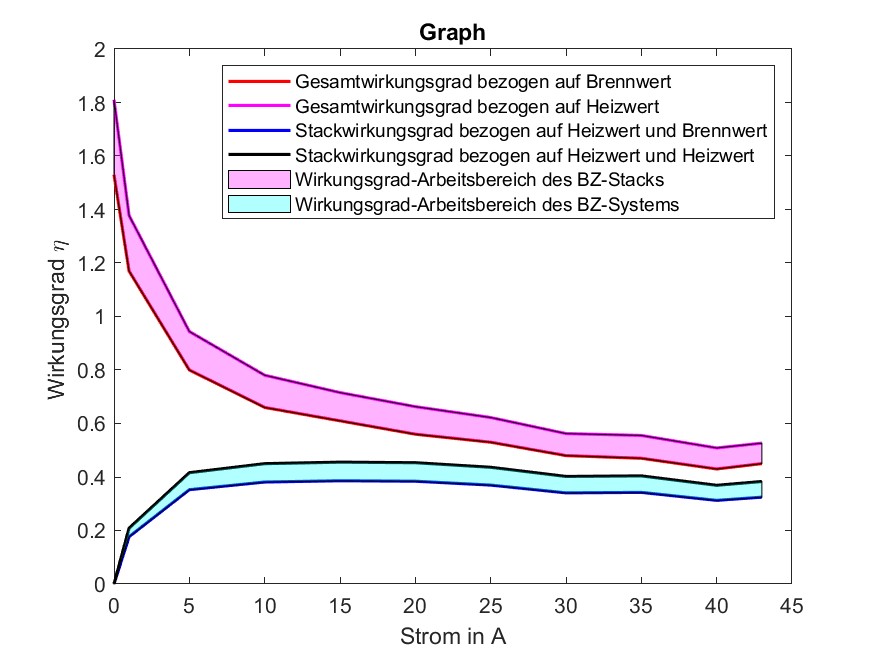 Graph
2
1.8
1.6
1.4
1.2
1
0.8
0.6
0.4
0.2
0
Wirkungsgrad η
Gesamtwirkungsgrad bezogen auf Brennwert
Gesamtwirkungsgrad bezogen auf Heizwert
Stackwirkungsgrad bezogen auf Heizwert und Brennwert
Stackwirkungsgrad bezogen auf Heizwert und Heizwert
Wirkungsgrad-Arbeitsbereich des BZ-Stacks
Wirkungsgrad-Arbeitsbereich des BZ-Systems
0 5 10 15 20 25 30 35 40 45
Strom in A